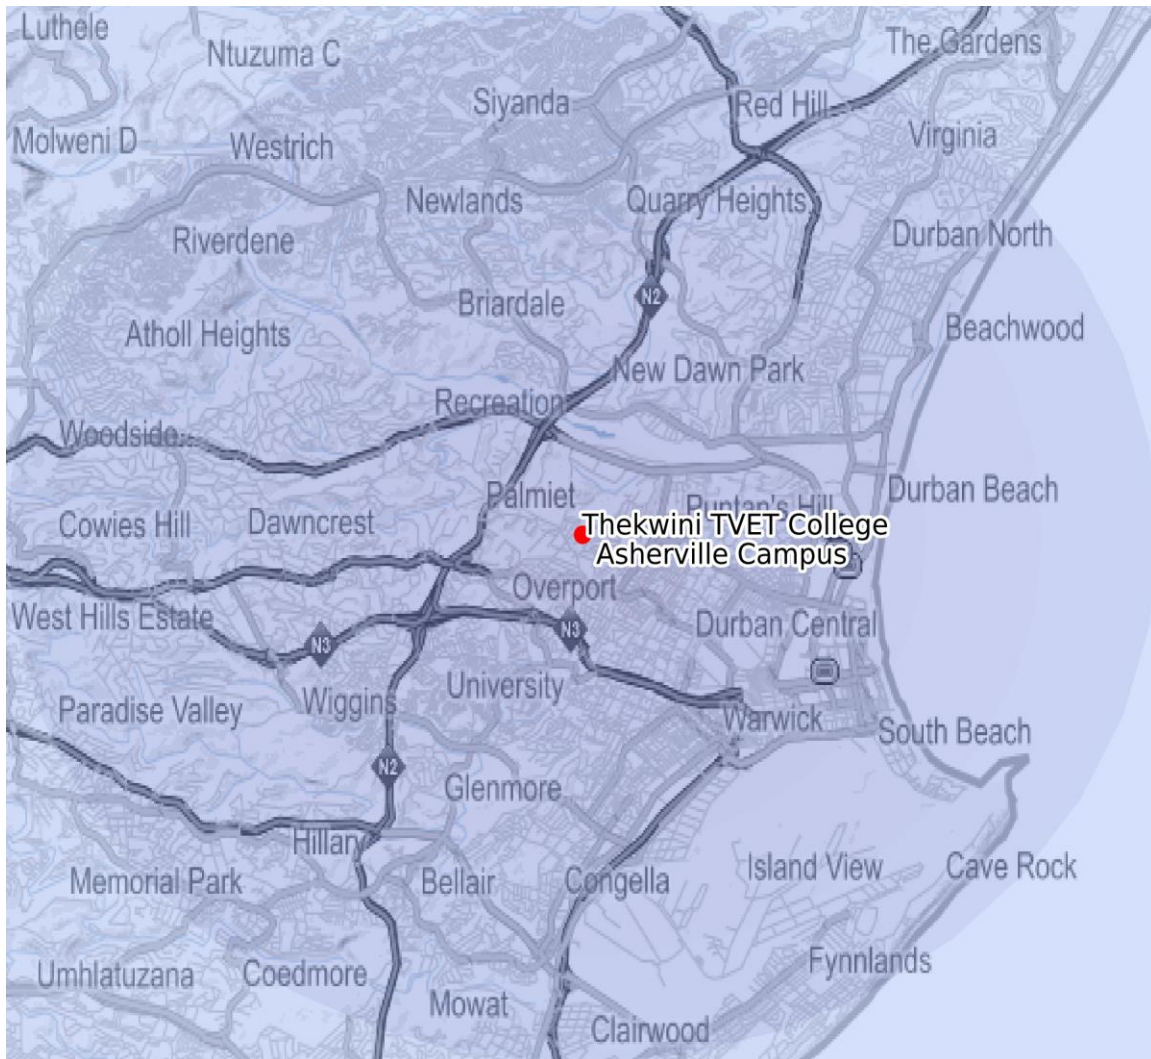 Luthele
Ntuzuma C
The Gardens
Siyanda
Red Hill
Molweni D
Westrich
Virginia
Newlands
Quarry Heights
Riverdene
Durban North
N2
Briardale
Atholl Heights
Beachwood
New Dawn Park
Recreation
Woodside
Palmiet
Puntan's Hill
Durban Beach
Cowies Hill
Dawncrest
Thekwini TVET College
Asherville Campus
Overport
West Hills Estate
N3
N3
Durban Central
University
Wiggins
Paradise Valley
Warwick
South Beach
N2
Glenmore
Hillary
Island View
Cave Rock
Memorial Park
Bellair
Congella
Umhlatuzana
Coedmore
Fynnlands
Mowat
Clairwood